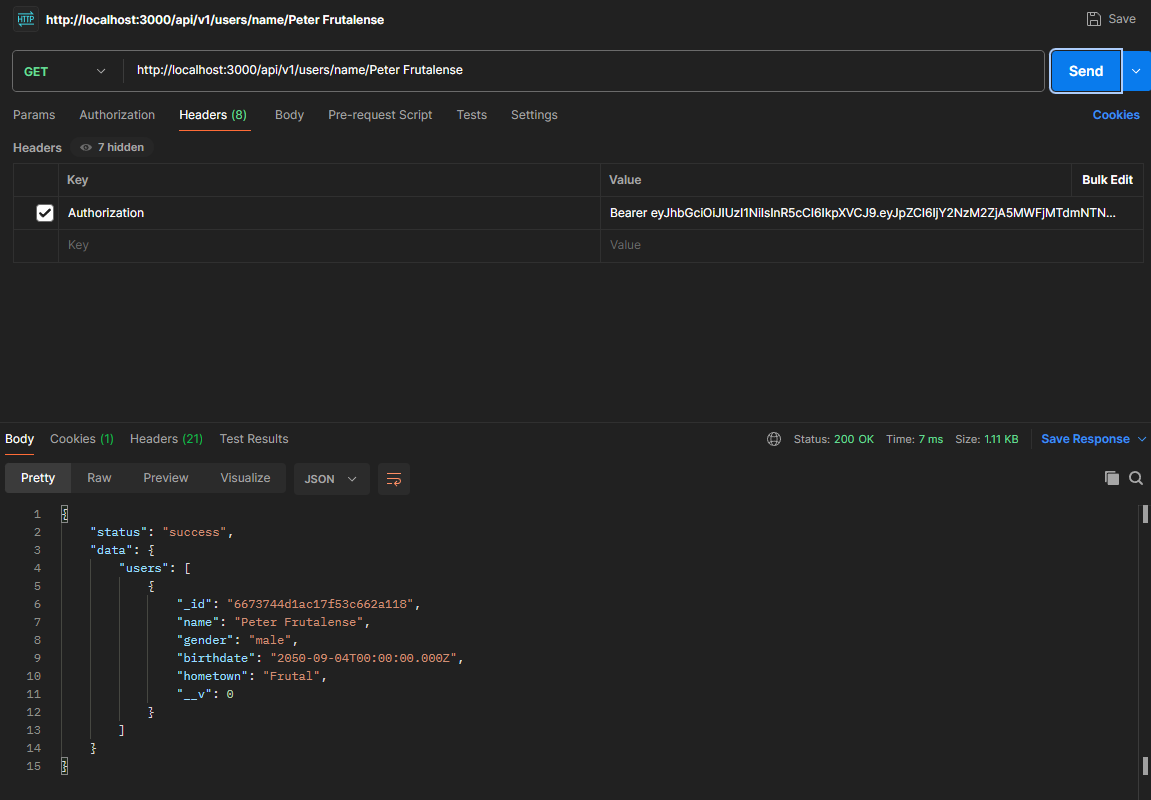 HTTP http://localhost:3000/api/v1/users/name/Peter Frutalense Save
GET http://localhost:3000/api/v1/users/name/Peter Frutalense Send
Params Authorization Headers (8) Body Pre-request Script Tests Settings Cookies
Headers 7 hidden
Key Value Bulk Edit
Authorization Bearer eyJhbGciOiJIUzI1NiIsInR5cCI6IkpXVCJ9.eyJpZCI6IjY2NzM2ZjA5MWFjMTdmNTN...
Key Value
Body Cookies (1) Headers (21) Test Results Status: 200 OK Time: 7 ms Size: 1.11 KB Save Response
Pretty Raw Preview Visualize JSON
1 {
2 "status": "success",
3 "data": {
4 "users": [
5 {
6 "_id": "6673744d1ac17f53c662a118",
7 "name": "Peter Frutalense",
8 "gender": "male",
9 "birthdate": "2050-09-04T00:00:00.000Z",
10 "hometown": "Frutal",
11 "__v": 0
12 }
13 ]
14 }
15 }